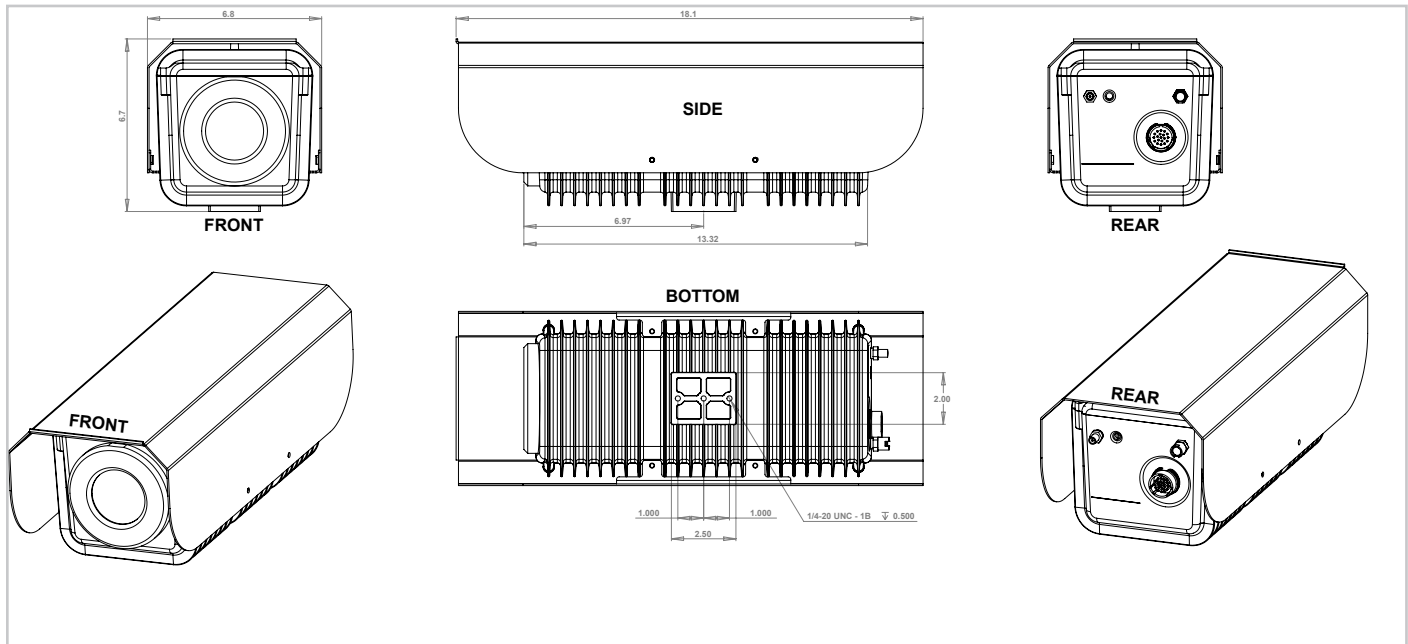 6.8
18.1
6.7
SIDE
FRONT
6.97
13.32
REAR
BOTTOM
FRONT
REAR
2.00
1.000
1.000
1/4-20 UNC - 1B ↧ 0.500
2.50